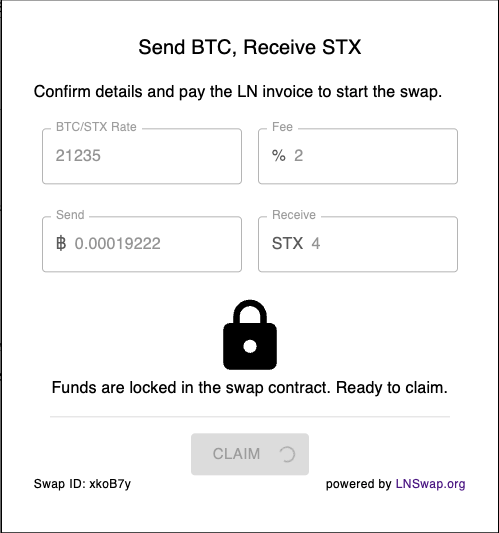 Send BTC, Receive STX
Confirm details and pay the LN invoice to start the swap.
BTC/STX Rate
21235
Fee
% 2
Send
฿ 0.00019222
Receive
STX 4
Funds are locked in the swap contract. Ready to claim.
CLAIM
Swap ID: xkoB7y
powered by LNSwap.org